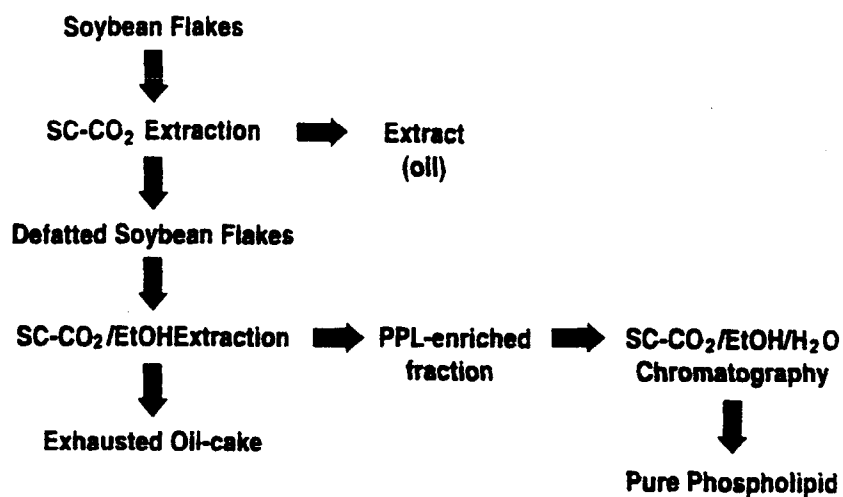 Soybean Flakes
SC-CO₂ Extraction
Extract
(oil)
Defatted Soybean Flakes
SC-CO₂/EtOHExtraction
PPL-enriched
fraction
SC-CO₂/EtOH/H₂O
Chromatography
Exhausted Oil-cake
Pure Phospholipid